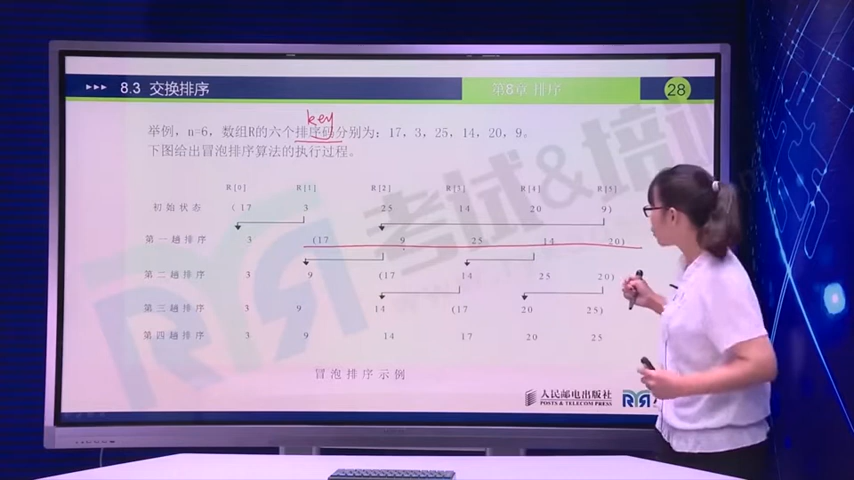 ▸▸▸ 8.3 交换排序 第8章 排序 28
key
举例，n=6，数组R的六个排序码分别为：17，3，25，14，20，9。
下图给出冒泡排序算法的执行过程。
R[0] R[1] R[2] R[3] R[4] R[5]
初始状态 (17 3 25 14 20 9)
第一趟排序 3 (17 9 25 14 20)
第二趟排序 3 9 (17 14 25 20)
第三趟排序 3 9 14 (17 20 25)
第四趟排序 3 9 14 17 20 25
冒泡排序示例
人民邮电出版社
POSTS & TELECOM PRESS
考试&培训